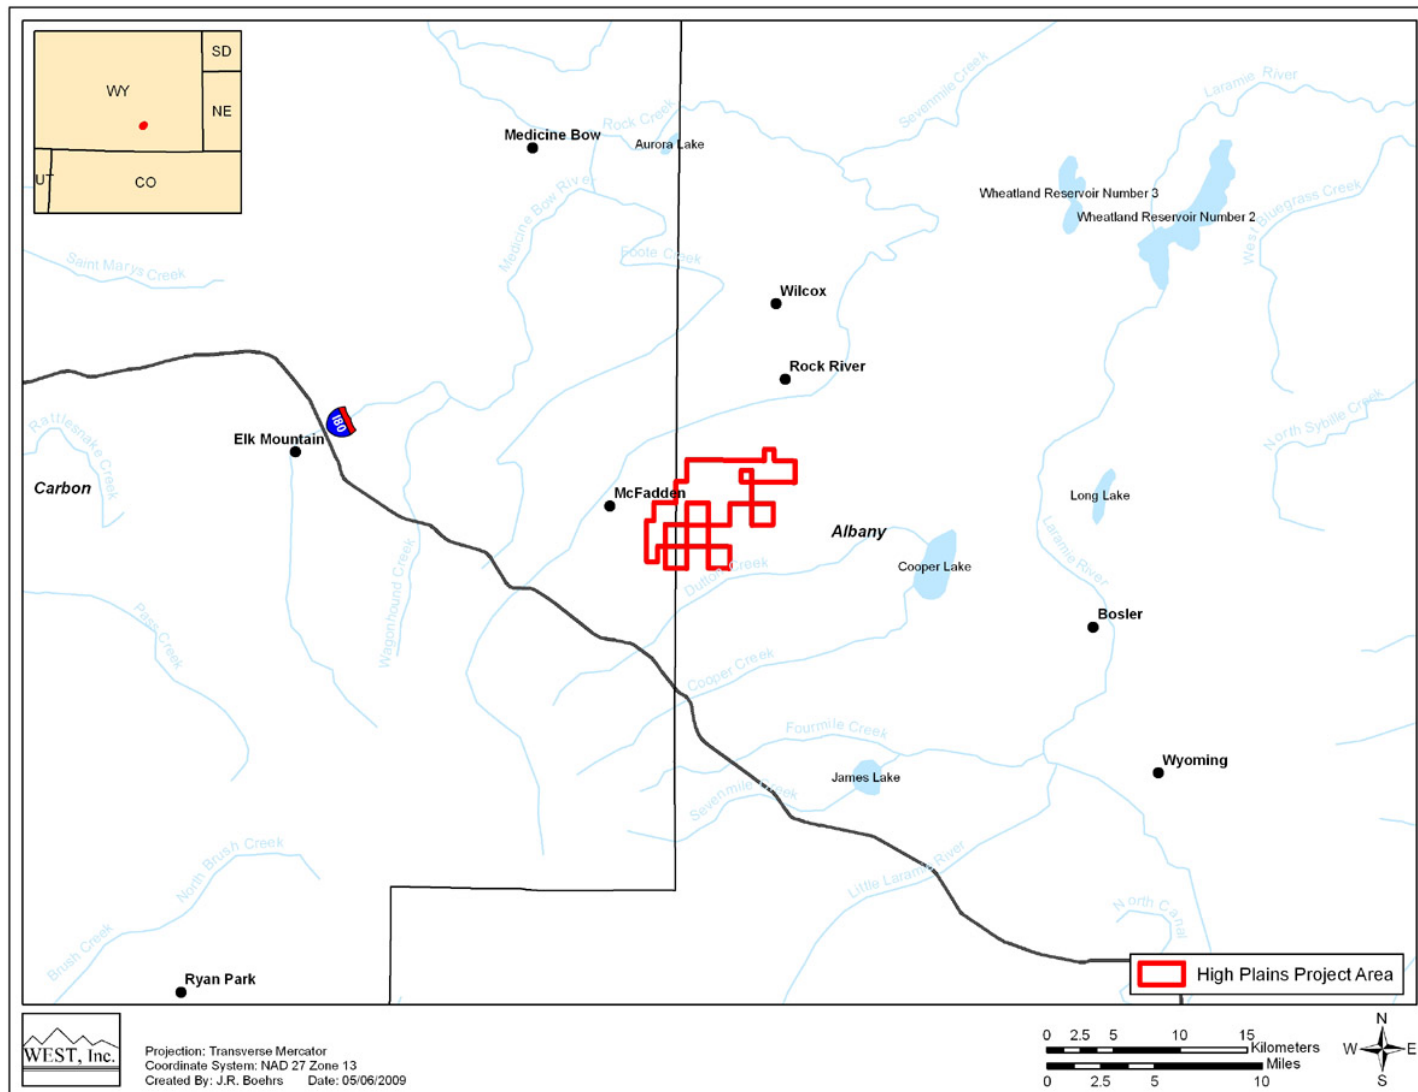 SD
WY
NE
UT
CO
Laramie River
Sevenmile Creek
Rock Creek
Medicine Bow
Aurora Lake
Wheatland Reservoir Number 3
Wheatland Reservoir Number 2
West Bluegrass Creek
Medicine Bow River
Foote Creek
Saint Marys Creek
Wilcox
Rock River
Rattlesnake Creek
I80
Elk Mountain
North Sybille Creek
Carbon
McFadden
Long Lake
Albany
Laramie River
Cooper Lake
Dutton Creek
Wagonhound Creek
Pass Creek
Bosler
Cooper Creek
Fourmile Creek
Wyoming
James Lake
Sevenmile Creek
North Brush Creek
Little Laramie River
North Canal
Brush Creek
Ryan Park
High Plains Project Area
WEST, Inc.
Projection: Transverse Mercator
Coordinate System: NAD 27 Zone 13
Created By: J.R. Boehrs Date: 05/06/2009
0 2.5 5 10 15
Kilometers
Miles
0 2.5 5 10
N
W E
S